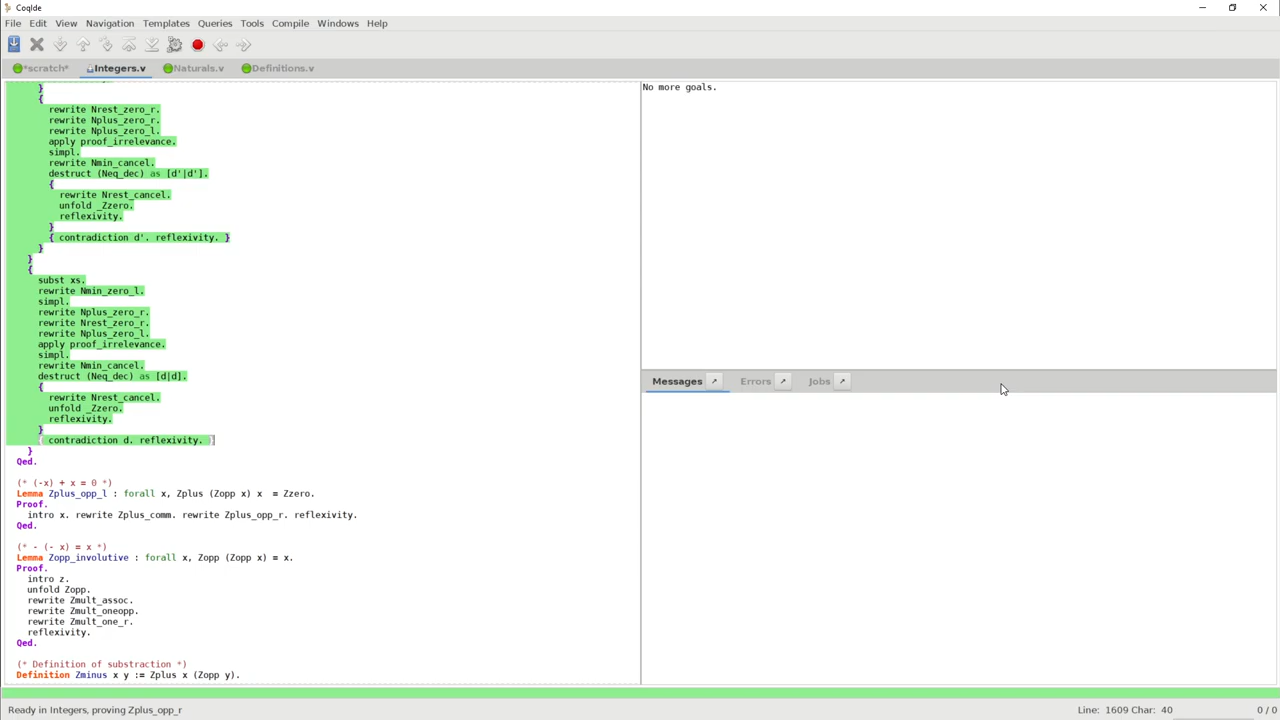 CoqIde
File Edit View Navigation Templates Queries Tools Compile Windows Help
*scratch* Integers.v Naturals.v Definitions.v
}
{
rewrite Nrest_zero_r.
rewrite Nplus_zero_r.
rewrite Nplus_zero_l.
apply proof_irrelevance.
simpl.
rewrite Nmin_cancel.
destruct (Neq_dec) as [d'|d'].
{
rewrite Nrest_cancel.
unfold _Zzero.
reflexivity.
}
{ contradiction d'. reflexivity. }
}
}
{
subst xs.
rewrite Nmin_zero_l.
simpl.
rewrite Nplus_zero_r.
rewrite Nrest_zero_r.
rewrite Nplus_zero_l.
apply proof_irrelevance.
simpl.
rewrite Nmin_cancel.
destruct (Neq_dec) as [d|d].
{
rewrite Nrest_cancel.
unfold _Zzero.
reflexivity.
}
{ contradiction d. reflexivity. }
}
Qed.
(* (-x) + x = 0 *)
Lemma Zplus_opp_l : forall x, Zplus (Zopp x) x  = Zzero.
Proof.
intro x. rewrite Zplus_comm. rewrite Zplus_opp_r. reflexivity.
Qed.
(* - (- x) = x *)
Lemma Zopp_involutive : forall x, Zopp (Zopp x) = x.
Proof.
intro z.
unfold Zopp.
rewrite Zmult_assoc.
rewrite Zmult_oneopp.
rewrite Zmult_one_r.
reflexivity.
Qed.
(* Definition of substraction *)
Definition Zminus x y := Zplus x (Zopp y).
No more goals.
Messages Errors Jobs
Ready in Integers, proving Zplus_opp_r
Line: 1609 Char: 40 0 / 0